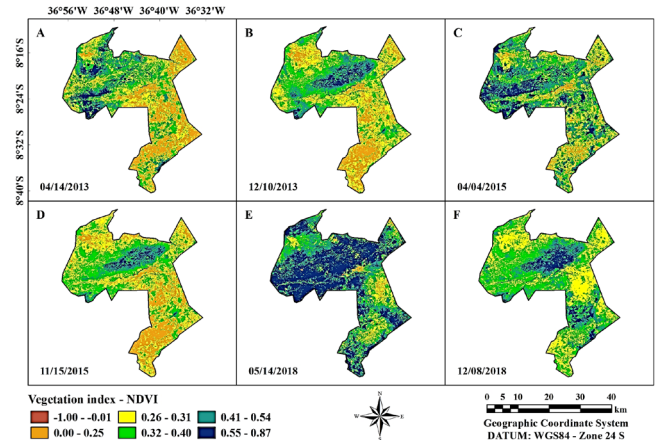 36°56'W 36°48'W 36°40'W 36°32'W
8°16'S
8°24'S
8°32'S
8°40'S
A
04/14/2013
B
12/10/2013
C
04/04/2015
D
11/15/2015
E
05/14/2018
F
12/08/2018
Vegetation index - NDVI
-1.00 - -0.01
0.00 - 0.25
0.26 - 0.31
0.32 - 0.40
0.41 - 0.54
0.55 - 0.87
N
W E
S
0 5 10 20 30 40
km
Geographic Coordinate System
DATUM: WGS84 - Zone 24 S